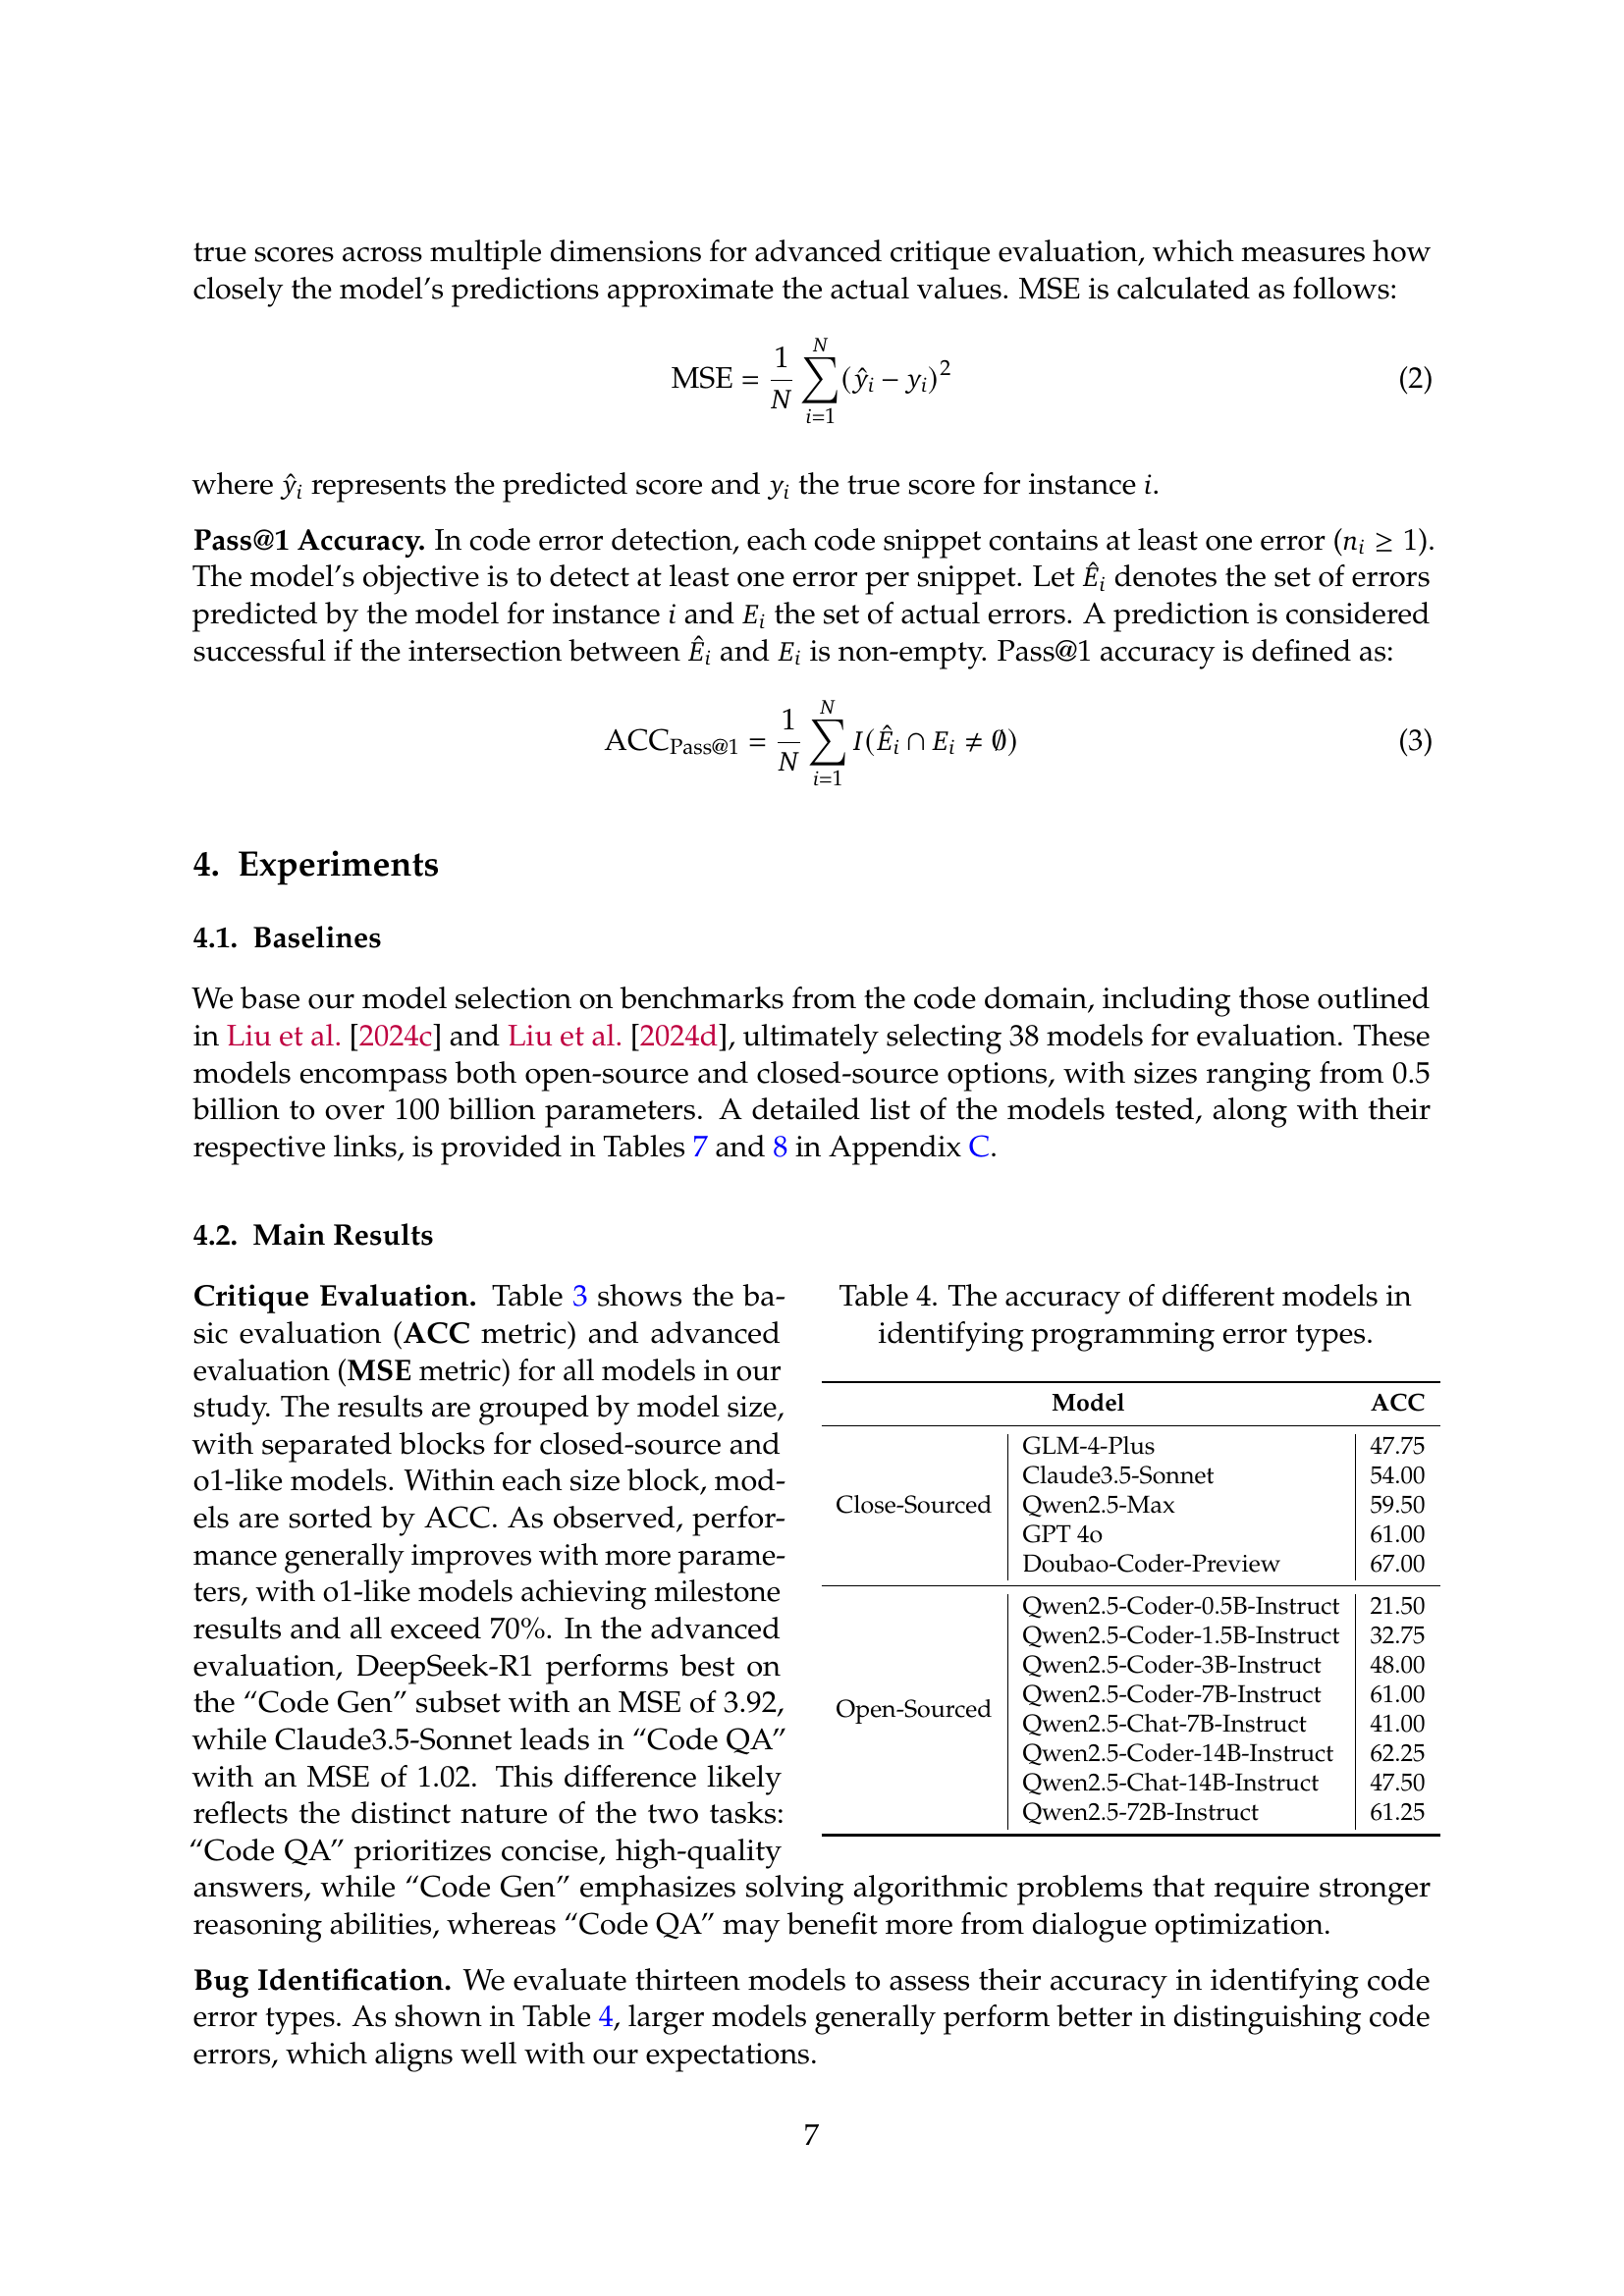 true scores across multiple dimensions for advanced critique evaluation, which measures how
closely the model's predictions approximate the actual values. MSE is calculated as follows:
MSE = \frac{1}{N} \sum_{i=1}^{N} (ŷ_i − y_i)^2 (2)
where ŷ_i represents the predicted score and y_i the true score for instance i.
Pass@1 Accuracy. In code error detection, each code snippet contains at least one error (n_i ≥ 1).
The model's objective is to detect at least one error per snippet. Let Ê_i denotes the set of errors
predicted by the model for instance i and E_i the set of actual errors. A prediction is considered
successful if the intersection between Ê_i and E_i is non-empty. Pass@1 accuracy is defined as:
ACC_{Pass@1} = \frac{1}{N} \sum_{i=1}^{N} I(Ê_i ∩ E_i ≠ ∅) (3)
4. Experiments
4.1. Baselines
We base our model selection on benchmarks from the code domain, including those outlined
in Liu et al. [2024c] and Liu et al. [2024d], ultimately selecting 38 models for evaluation. These
models encompass both open-source and closed-source options, with sizes ranging from 0.5
billion to over 100 billion parameters. A detailed list of the models tested, along with their
respective links, is provided in Tables 7 and 8 in Appendix C.
4.2. Main Results
Critique Evaluation. Table 3 shows the ba-
sic evaluation (ACC metric) and advanced
evaluation (MSE metric) for all models in our
study. The results are grouped by model size,
with separated blocks for closed-source and
o1-like models. Within each size block, mod-
els are sorted by ACC. As observed, perfor-
mance generally improves with more parame-
ters, with o1-like models achieving milestone
results and all exceed 70%. In the advanced
evaluation, DeepSeek-R1 performs best on
the “Code Gen” subset with an MSE of 3.92,
while Claude3.5-Sonnet leads in “Code QA”
with an MSE of 1.02. This difference likely
reflects the distinct nature of the two tasks:
“Code QA” prioritizes concise, high-quality
answers, while “Code Gen” emphasizes solving algorithmic problems that require stronger
reasoning abilities, whereas “Code QA” may benefit more from dialogue optimization.
Table 4. The accuracy of different models in
identifying programming error types.
Model ACC
Close-Sourced
GLM-4-Plus 47.75
Claude3.5-Sonnet 54.00
Qwen2.5-Max 59.50
GPT 4o 61.00
Doubao-Coder-Preview 67.00
Open-Sourced
Qwen2.5-Coder-0.5B-Instruct 21.50
Qwen2.5-Coder-1.5B-Instruct 32.75
Qwen2.5-Coder-3B-Instruct 48.00
Qwen2.5-Coder-7B-Instruct 61.00
Qwen2.5-Chat-7B-Instruct 41.00
Qwen2.5-Coder-14B-Instruct 62.25
Qwen2.5-Chat-14B-Instruct 47.50
Qwen2.5-72B-Instruct 61.25
Bug Identification. We evaluate thirteen models to assess their accuracy in identifying code
error types. As shown in Table 4, larger models generally perform better in distinguishing code
errors, which aligns well with our expectations.
7